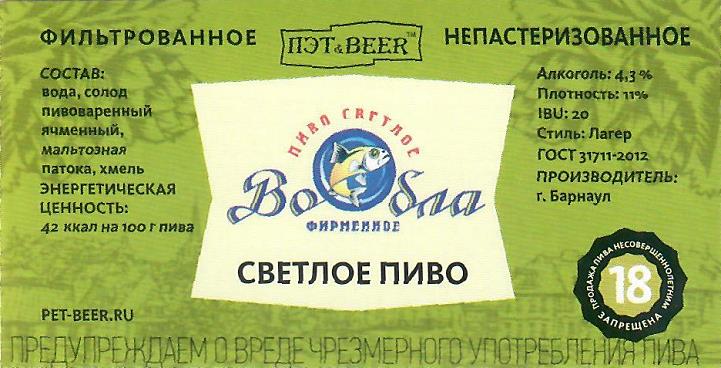 ФИЛЬТРОВАННОЕ
ПЭТ&BEER™
НЕПАСТЕРИЗОВАННОЕ
СОСТАВ:
вода, солод
пивоваренный
ячменный,
мальтозная
патока, хмель
ЭНЕРГЕТИЧЕСКАЯ
ЦЕННОСТЬ:
42 ккал на 100 г пива
PET-BEER.RU
ПИВО СВЕТЛОЕ
Вобла
ФИРМЕННОЕ
СВЕТЛОЕ ПИВО
Алкоголь: 4,3 %
Плотность: 11%
IBU: 20
Стиль: Лагер
ГОСТ 31711-2012
ПРОИЗВОДИТЕЛЬ:
г. Барнаул
ПРОДАЖА ПИВА НЕСОВЕРШЕННОЛЕТНИМ
18
ЗАПРЕЩЕНА
ПРЕДУПРЕЖДАЕМ О ВРЕДЕ ЧРЕЗМЕРНОГО УПОТРЕБЛЕНИЯ ПИВА